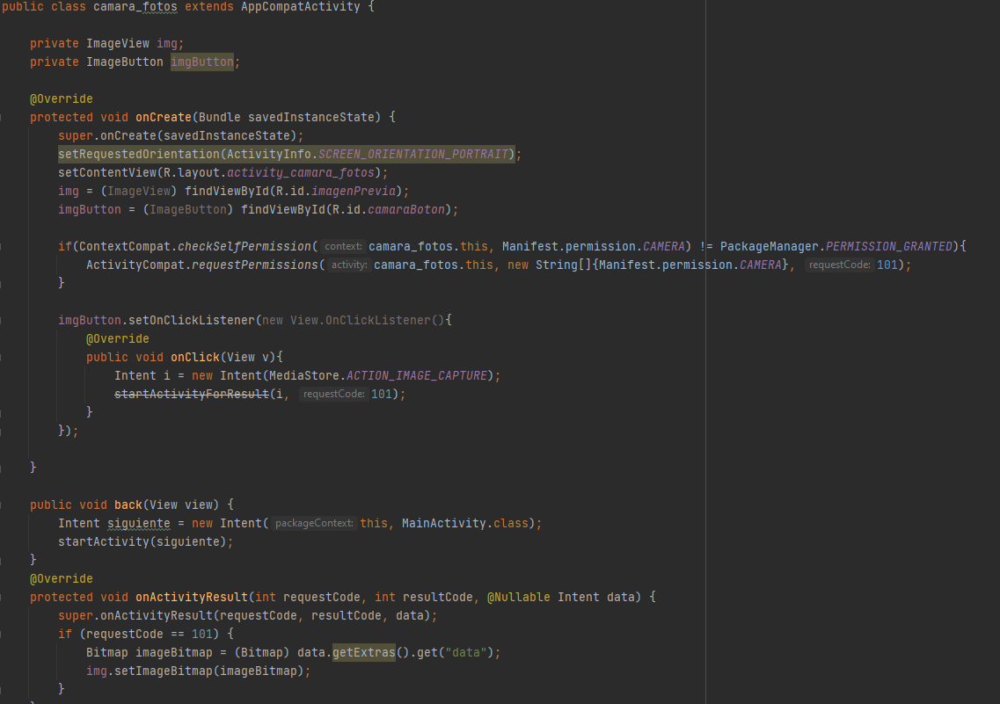 public class camara_fotos extends AppCompatActivity {
private ImageView img;
private ImageButton imgButton;
@Override
protected void onCreate(Bundle savedInstanceState) {
super.onCreate(savedInstanceState);
setRequestedOrientation(ActivityInfo.SCREEN_ORIENTATION_PORTRAIT);
setContentView(R.layout.activity_camara_fotos);
img = (ImageView) findViewById(R.id.imagenPrevia);
imgButton = (ImageButton) findViewById(R.id.camaraBoton);
if(ContextCompat.checkSelfPermission( context: camara_fotos.this, Manifest.permission.CAMERA) != PackageManager.PERMISSION_GRANTED){
ActivityCompat.requestPermissions( activity: camara_fotos.this, new String[]{Manifest.permission.CAMERA}, requestCode: 101);
}
imgButton.setOnClickListener(new View.OnClickListener(){
@Override
public void onClick(View v){
Intent i = new Intent(MediaStore.ACTION_IMAGE_CAPTURE);
startActivityForResult(i, requestCode: 101);
}
});
}
public void back(View view) {
Intent siguiente = new Intent( packageContext: this, MainActivity.class);
startActivity(siguiente);
}
@Override
protected void onActivityResult(int requestCode, int resultCode, @Nullable Intent data) {
super.onActivityResult(requestCode, resultCode, data);
if (requestCode == 101) {
Bitmap imageBitmap = (Bitmap) data.getExtras().get("data");
img.setImageBitmap(imageBitmap);
}